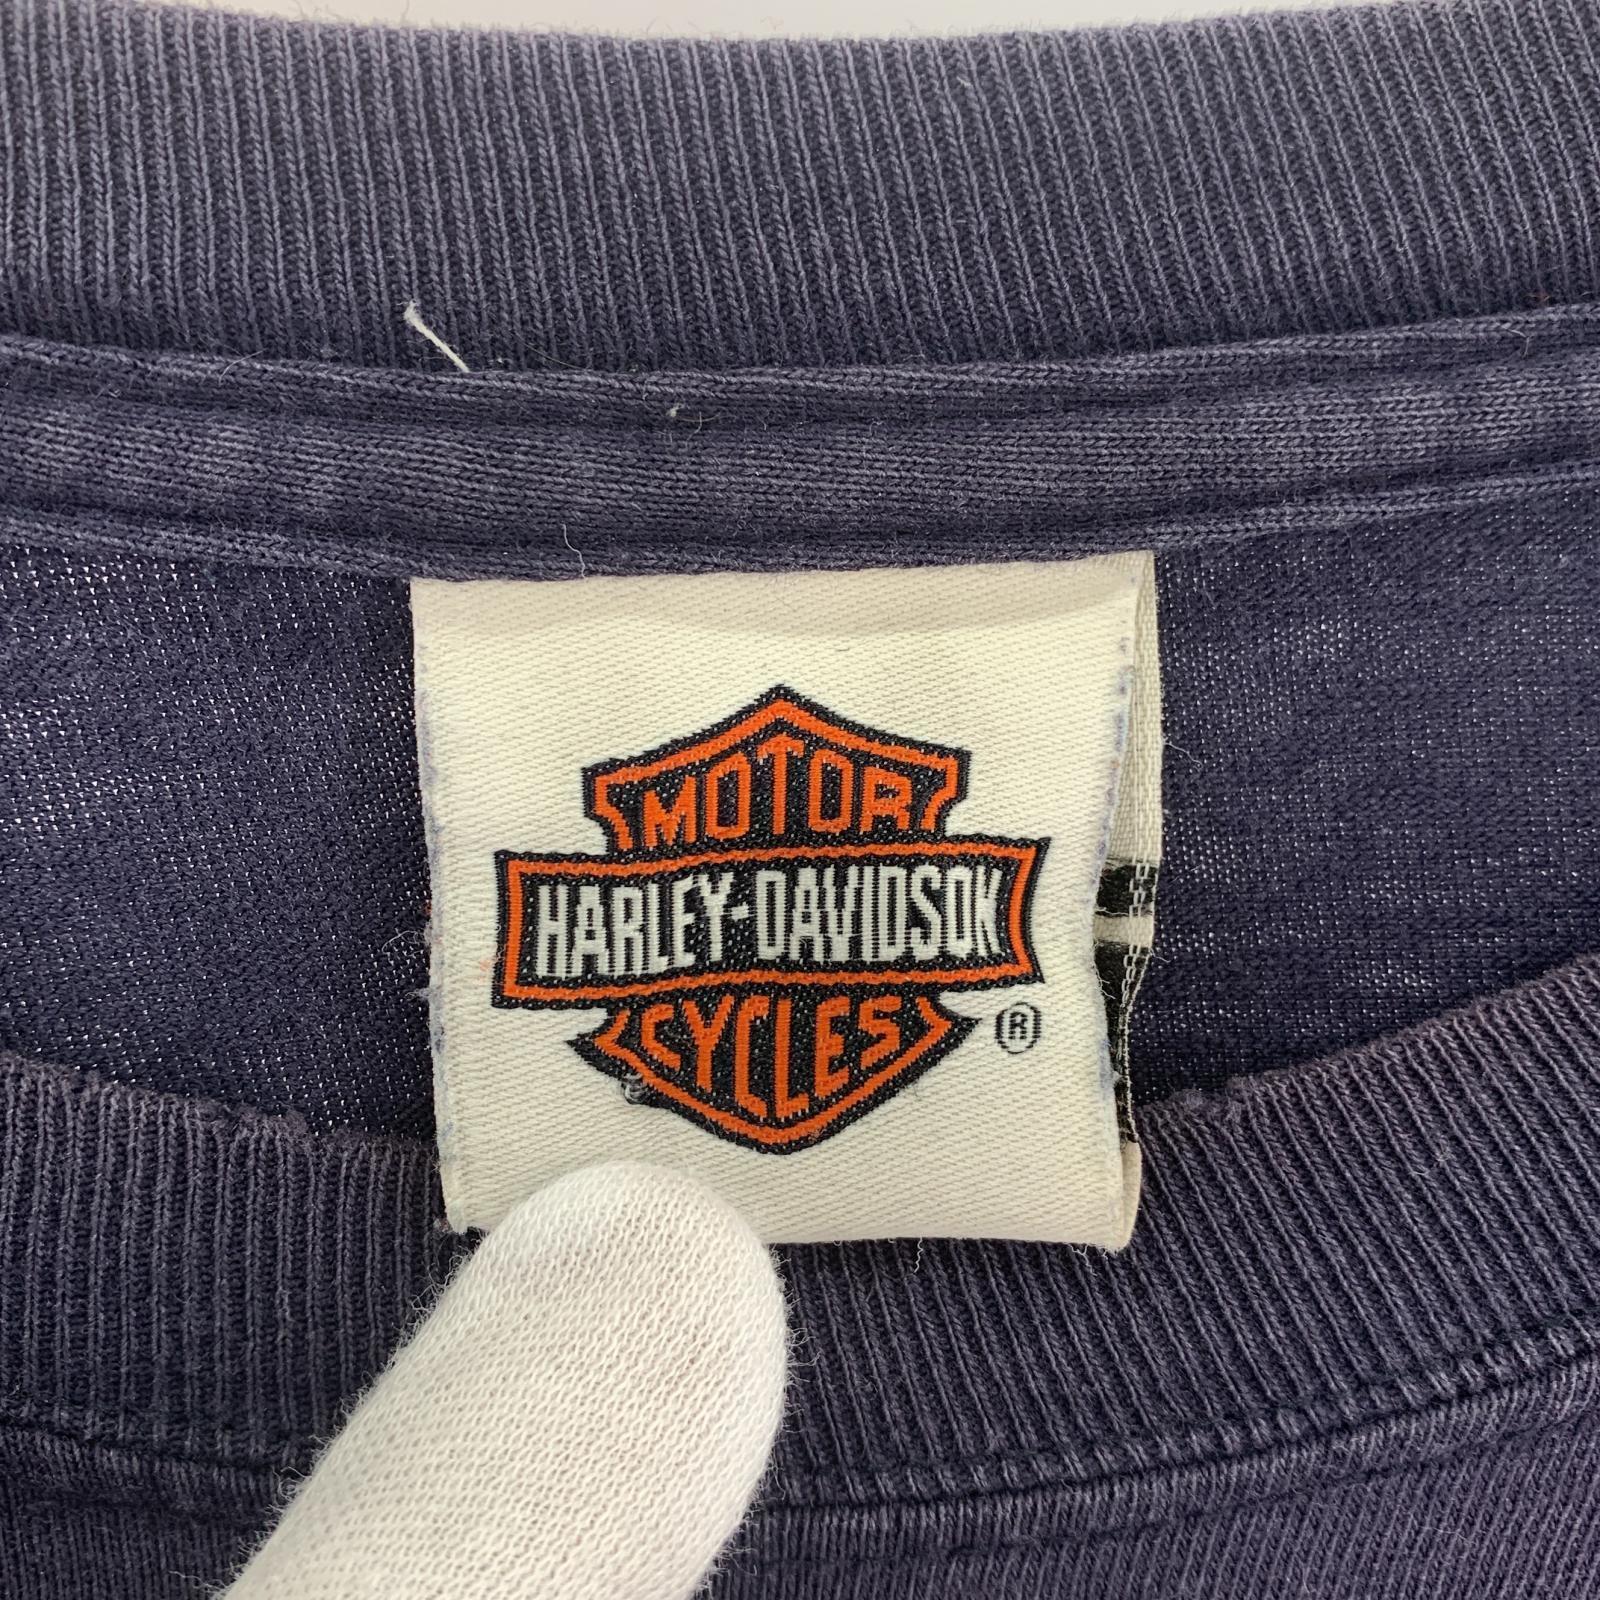 MOTOR
HARLEY-DAVIDSON
CYCLES
®